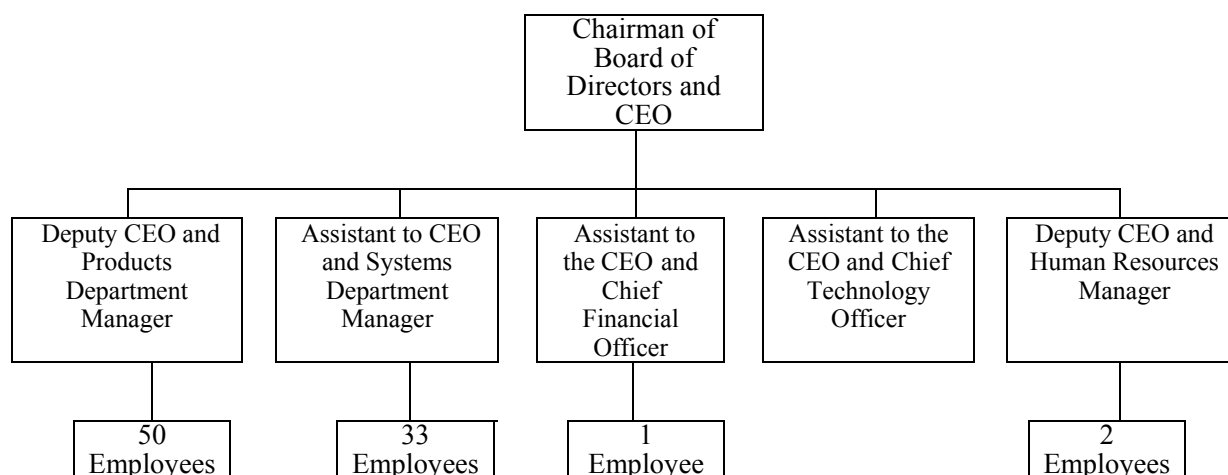 Chairman of
Board of
Directors and
CEO
Deputy CEO and
Products
Department
Manager
Assistant to CEO
and Systems
Department
Manager
Assistant to
the CEO and
Chief
Financial
Officer
Assistant to the
CEO and Chief
Technology
Officer
Deputy CEO and
Human Resources
Manager
50
Employees
33
Employees
1
Employee
2
Employees